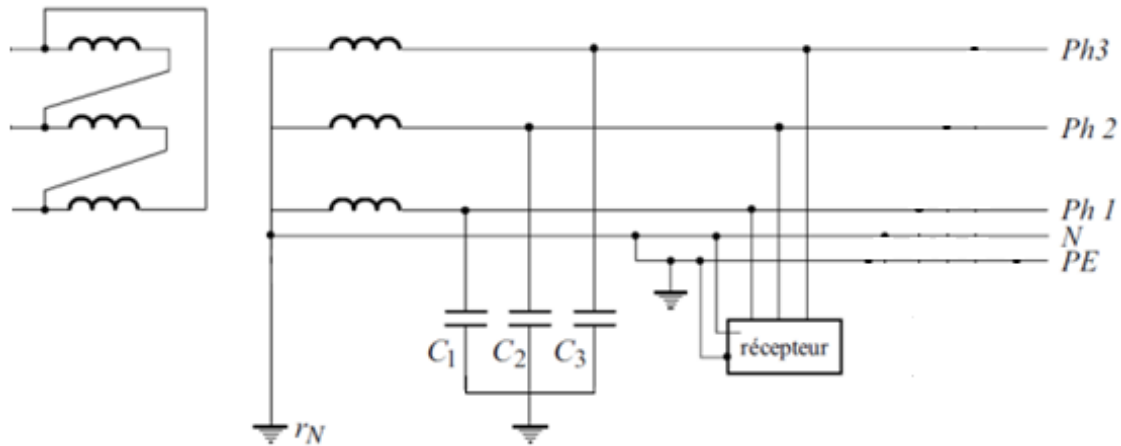 Ph3
Ph 2
Ph 1
N
PE
C1 C2 C3
récepteur
rN